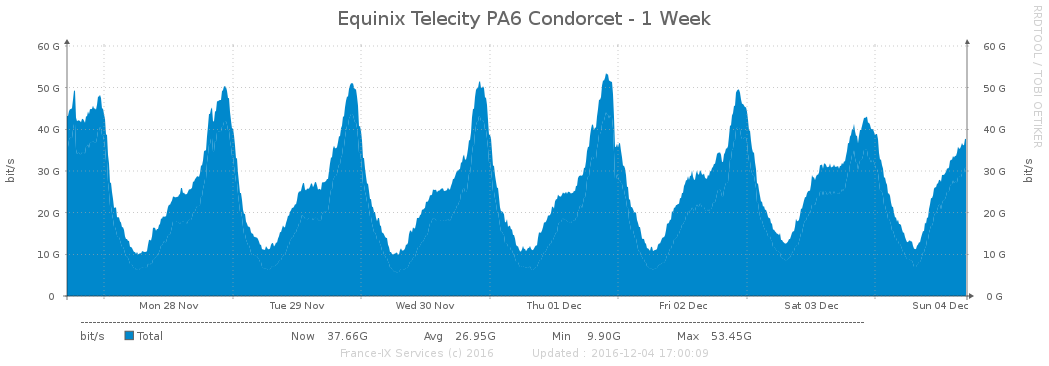 Equinix Telecity PA6 Condorcet - 1 Week
RRDTOOL / TOBI OETIKER
bit/s
60 G 60 G
50 G 50 G
40 G 40 G
30 G 30 G
20 G 20 G
10 G 10 G
0 0 G
bit/s
Mon 28 Nov Tue 29 Nov Wed 30 Nov Thu 01 Dec Fri 02 Dec Sat 03 Dec Sun 04 Dec
bit/s Total Now 37.66G Avg 26.95G Min 9.90G Max 53.45G
France-IX Services (c) 2016 Updated : 2016-12-04 17:00:09